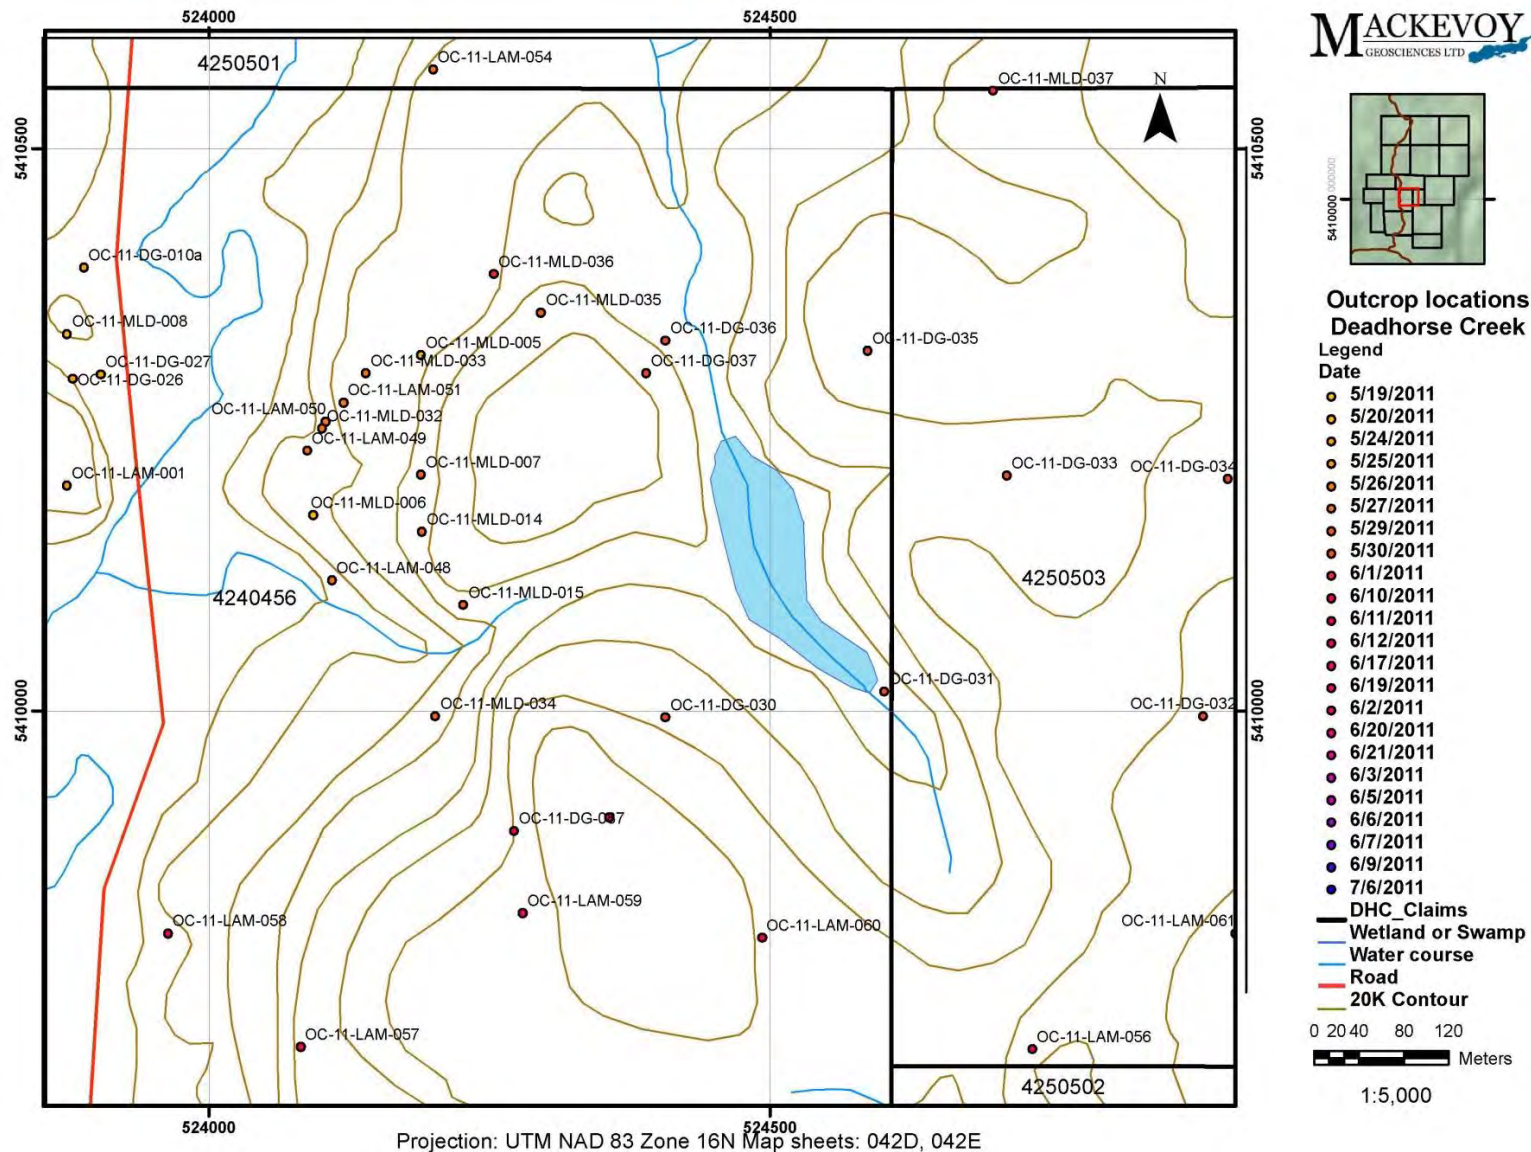 524000
524500
MACKEVOY
GEOSCIENCES LTD
4250501
OC-11-LAM-054
OC-11-MLD-037
N
5410500
5410500
5410000
OC-11-DG-010a
OC-11-MLD-036
OC-11-MLD-035
OC-11-MLD-008
OC-11-DG-036
OC-11-MLD-005
OC-11-DG-035
OC-11-DG-027
OC-11-MLD-033
OC-11-DG-037
OC-11-DG-026
OC-11-LAM-051
OC-11-LAM-050
OC-11-MLD-032
OC-11-LAM-049
OC-11-MLD-007
OC-11-DG-033
OC-11-DG-034
OC-11-LAM-001
OC-11-MLD-006
OC-11-MLD-014
OC-11-LAM-048
4250503
4240456
OC-11-MLD-015
OC-11-DG-031
5410000
5410000
OC-11-MLD-034
OC-11-DG-030
OC-11-DG-032
OC-11-LAM-059
OC-11-LAM-058
OC-11-LAM-060
OC-11-LAM-061
OC-11-LAM-057
OC-11-LAM-056
4250502
524000
524500
Projection: UTM NAD 83 Zone 16N Map sheets: 042D, 042E
Outcrop locations
Deadhorse Creek
Legend
Date
5/19/2011
5/20/2011
5/24/2011
5/25/2011
5/26/2011
5/27/2011
5/29/2011
5/30/2011
6/1/2011
6/10/2011
6/11/2011
6/12/2011
6/17/2011
6/19/2011
6/2/2011
6/20/2011
6/21/2011
6/3/2011
6/5/2011
6/6/2011
6/7/2011
6/9/2011
7/6/2011
DHC_Claims
Wetland or Swamp
Water course
Road
20K Contour
0 20 40 80 120
Meters
1:5,000